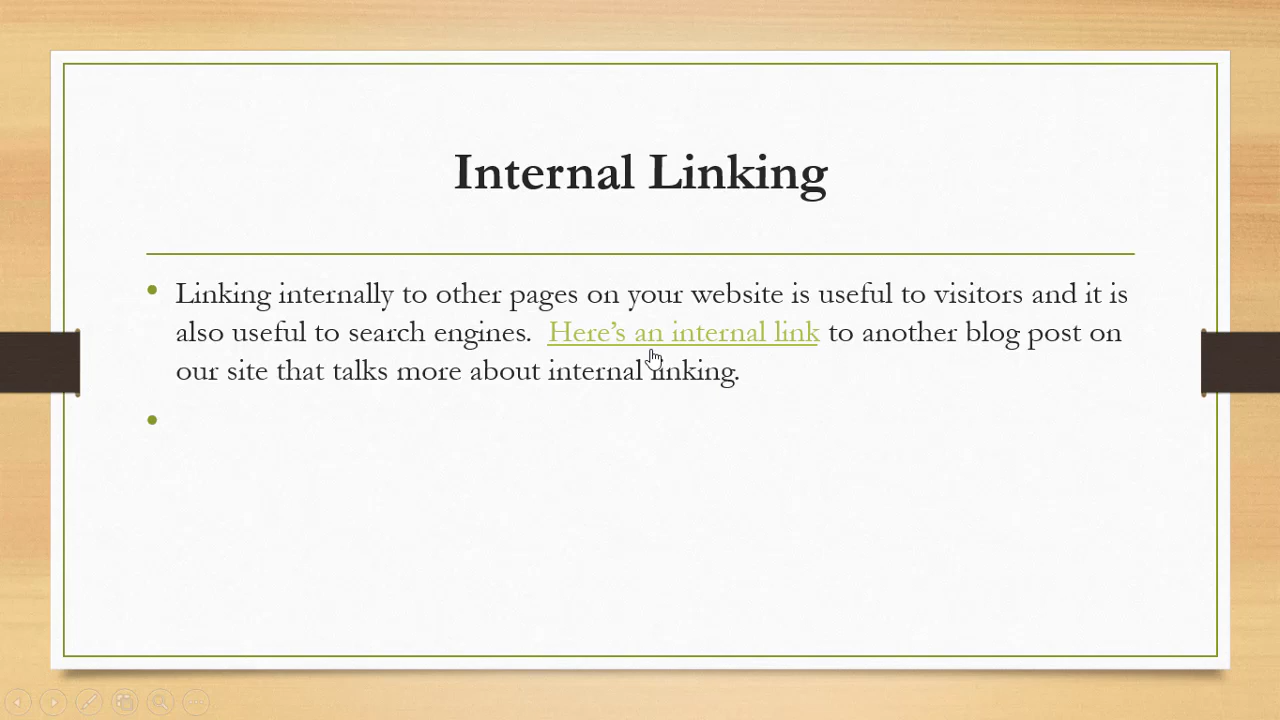 Internal Linking
Linking internally to other pages on your website is useful to visitors and it is
also useful to search engines.  Here’s an internal link to another blog post on
our site that talks more about internal linking.